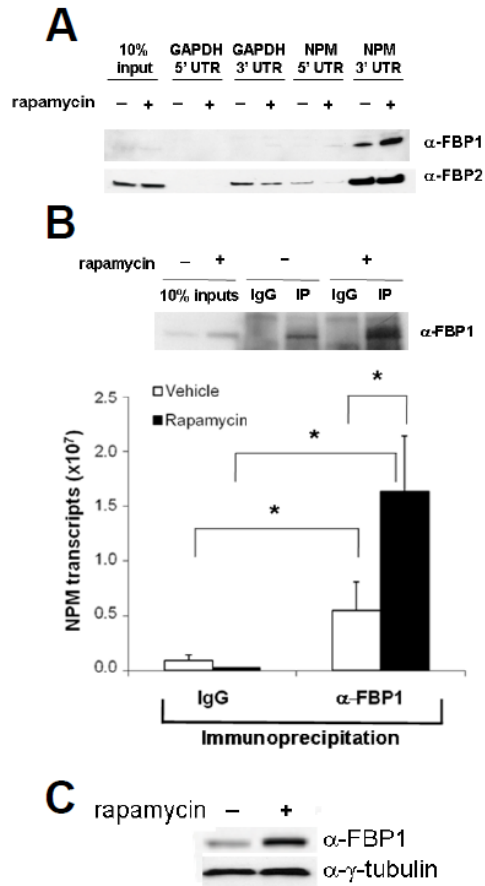 A
10% GAPDH GAPDH NPM NPM
input 5' UTR 3' UTR 5' UTR 3' UTR
rapamycin – + – + – + – + – +
α-FBP1
α-FBP2
B
rapamycin – + – +
10% inputs IgG IP IgG IP
α-FBP1
Vehicle
Rapamycin
*
*
*
NPM transcripts (x10⁷)
2.5
2.0
1.5
1.0
0.5
0.0
IgG α-FBP1
Immunoprecipitation
C
rapamycin – +
α-FBP1
α-γ-tubulin